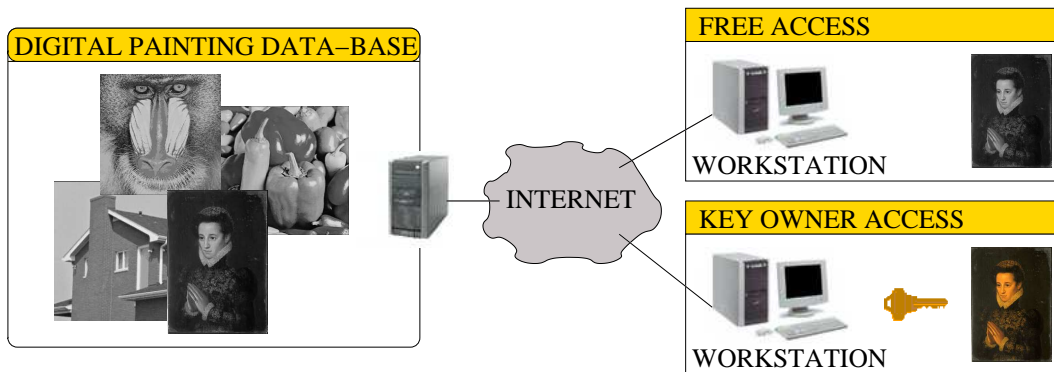 DIGITAL PAINTING DATA–BASE
INTERNET
FREE ACCESS
WORKSTATION
KEY OWNER ACCESS
WORKSTATION